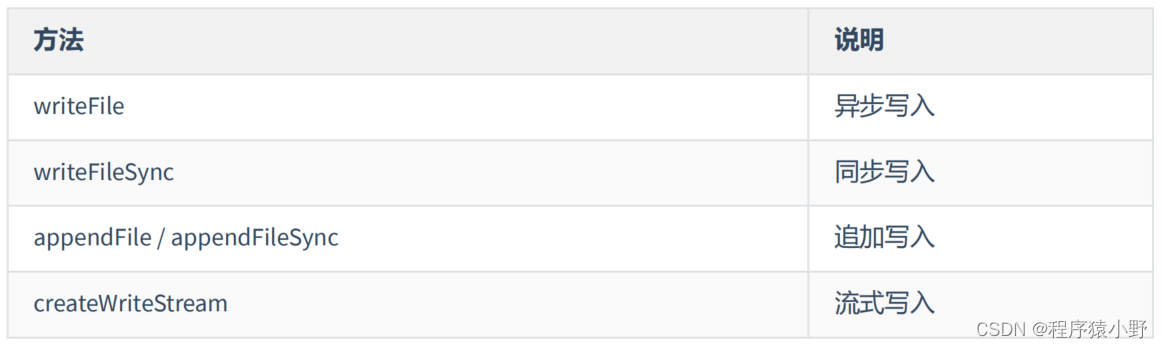 方法 说明
writeFile 异步写入
writeFileSync 同步写入
appendFile / appendFileSync 追加写入
createWriteStream 流式写入
CSDN @程序猿小野